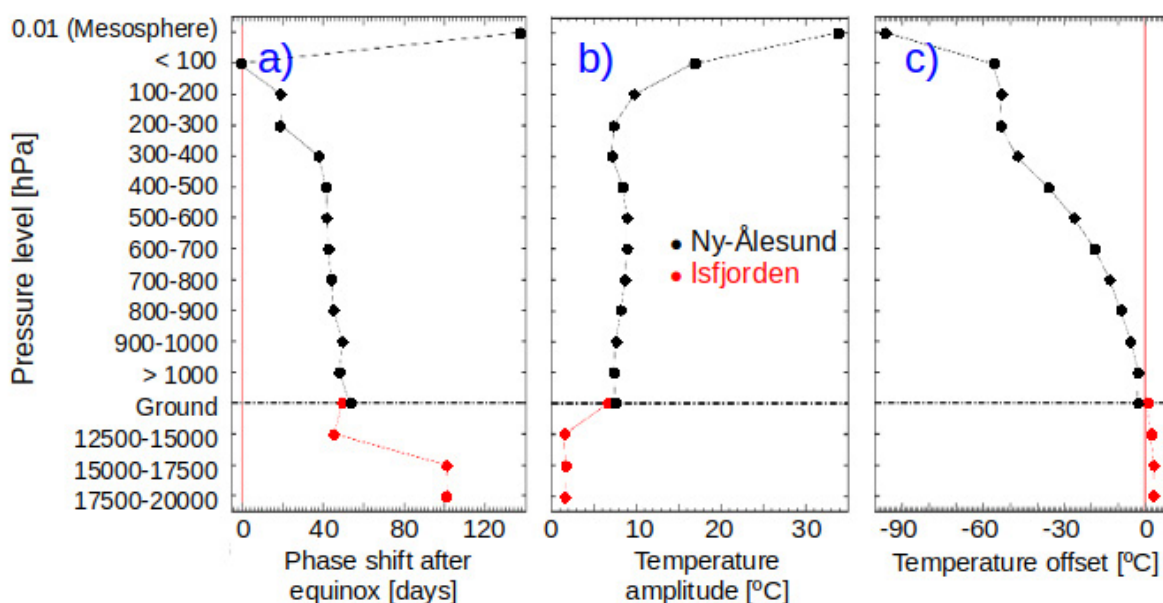 0.01 (Mesosphere)
< 100
100-200
200-300
300-400
400-500
500-600
600-700
700-800
800-900
900-1000
> 1000
Ground
12500-15000
15000-17500
17500-20000
Pressure level [hPa]
a)
b)
c)
Ny-Ålesund
Isfjorden
0 40 80 120
Phase shift after
equinox [days]
0 10 20 30
Temperature
amplitude [ºC]
-90 -60 -30 0
Temperature offset [ºC]